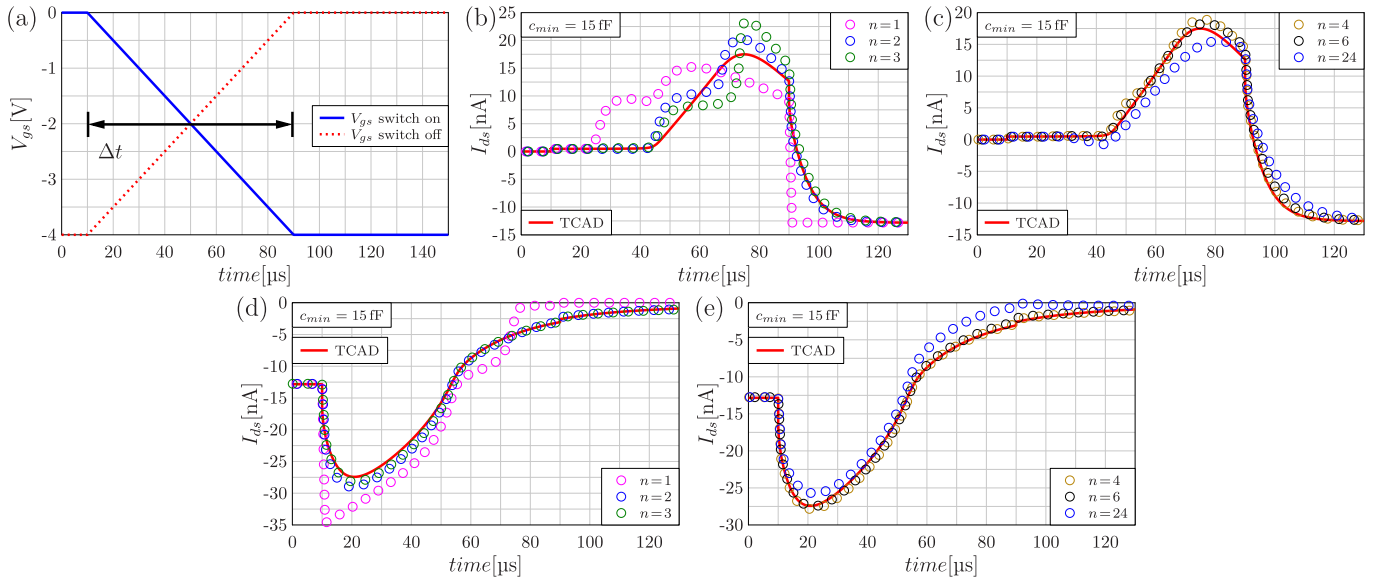 (a)
0
-1
-2
-3
-4
V_gs[V]
V_gs switch on
V_gs switch off
Δt
0 20 40 60 80 100 120 140
time[µs]
(b)
25
20
15
10
5
0
5
10
-15
I_ds[nA]
c_min = 15 fF
n=1
n=2
n=3
TCAD
0 20 40 60 80 100 120
time[µs]
(c)
20
15
10
5
0
-5
-10
-15
I_ds[nA]
c_min = 15 fF
n=4
n=6
n=24
TCAD
0 20 40 60 80 100 120
time[µs]
(d)
0
-5
-10
-15
-20
-25
-30
-35
I_ds[nA]
c_min = 15 fF
TCAD
n=1
n=2
n=3
0 20 40 60 80 100 120
time[µs]
(e)
0
-5
-10
-15
-20
-25
-30
I_ds[nA]
c_min = 15 fF
TCAD
n=4
n=6
n=24
0 20 40 60 80 100 120
time[µs]